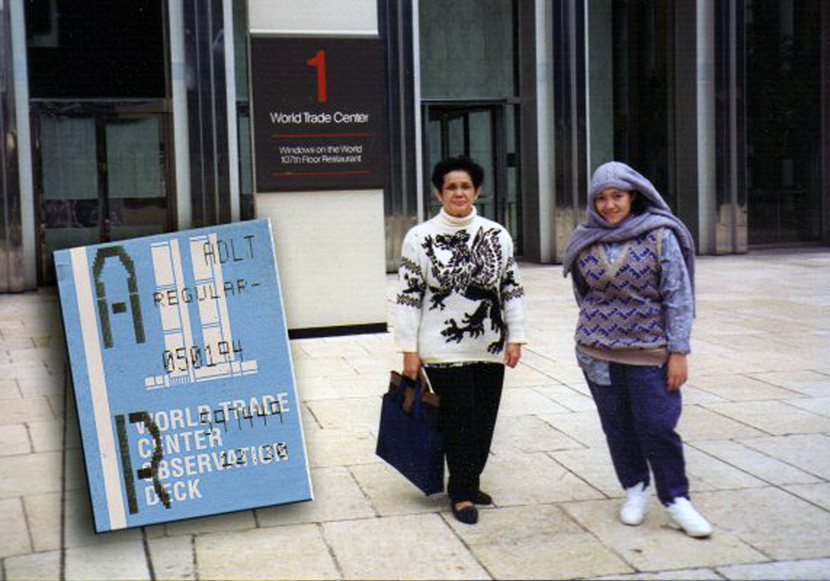 1
World Trade Center
Windows on the World
107th Floor Restaurant
A
ADLT
REGULAR-
050194
R
WORLD TRADE
CENTER
OBSERVATION
DECK